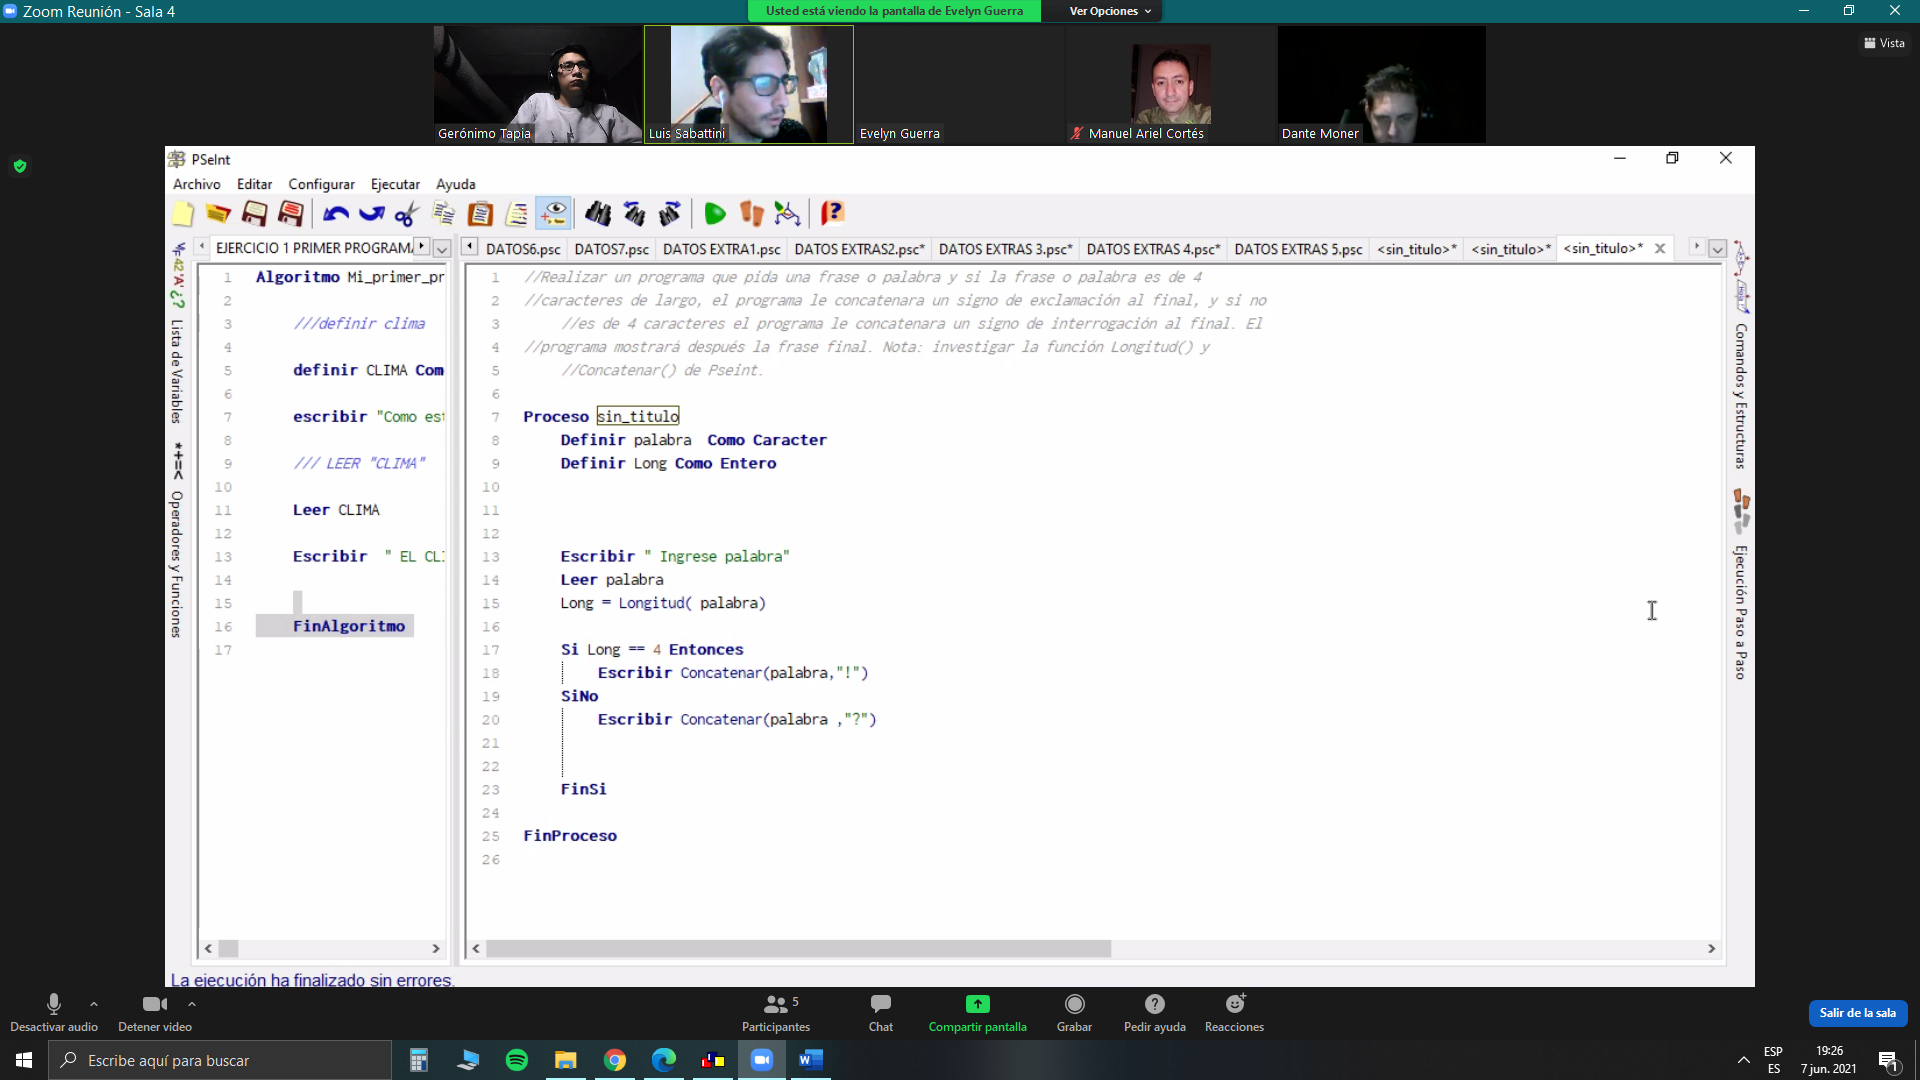 Zoom Reunión - Sala 4
Usted está viendo la pantalla de Evelyn Guerra
Ver Opciones
Vista
Gerónimo Tapia
Luis Sabattini
Evelyn Guerra
Manuel Ariel Cortés
Dante Moner
PSeInt
Archivo Editar Configurar Ejecutar Ayuda
EJERCICIO 1 PRIMER PROGRAMA
DATOS6.psc DATOS7.psc DATOS EXTRA1.psc DATOS EXTRAS2.psc* DATOS EXTRAS 3.psc* DATOS EXTRAS 4.psc* DATOS EXTRAS 5.psc <sin_titulo>* <sin_titulo>* <sin_titulo>*
Lista de Variables
*+=<
Operadores y Funciones
1 Algoritmo Mi_primer_pr
2
3 ///definir clima
4
5 definir CLIMA Com
6
7 escribir "Como est
8
9 /// LEER "CLIMA"
10
11 Leer CLIMA
12
13 Escribir " EL CL
14
15
16 FinAlgoritmo
17
1 //Realizar un programa que pida una frase o palabra y si la frase o palabra es de 4
2 //caracteres de largo, el programa le concatenara un signo de exclamación al final, y si no
3 //es de 4 caracteres el programa le concatenara un signo de interrogación al final. El
4 //programa mostrará después la frase final. Nota: investigar la función Longitud() y
5 //Concatenar() de Pseint.
6
7 Proceso sin_titulo
8 Definir palabra Como Caracter
9 Definir Long Como Entero
10
11
12
13 Escribir " Ingrese palabra"
14 Leer palabra
15 Long = Longitud( palabra)
16
17 Si Long == 4 Entonces
18 Escribir Concatenar(palabra,"!")
19 SiNo
20 Escribir Concatenar(palabra ,"?")
21
22
23 FinSi
24
25 FinProceso
26
Comandos y Estructuras
Ejecución Paso a Paso
La ejecución ha finalizado sin errores.
Desactivar audio
Detener video
5
Participantes
Chat
Compartir pantalla
Grabar
Pedir ayuda
Reacciones
Salir de la sala
Escribe aquí para buscar
ESP
ES
19:26
7 jun. 2021
1